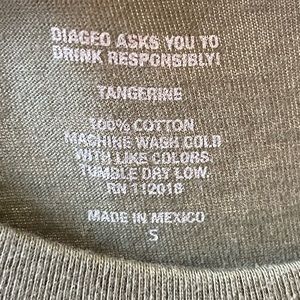 DIAGEO ASKS YOU TO
DRINK RESPONSIBLY!
TANGERINE
100% COTTON
MACHINE WASH COLD
WITH LIKE COLORS.
TUMBLE DRY LOW.
RN 112018
MADE IN MEXICO
S